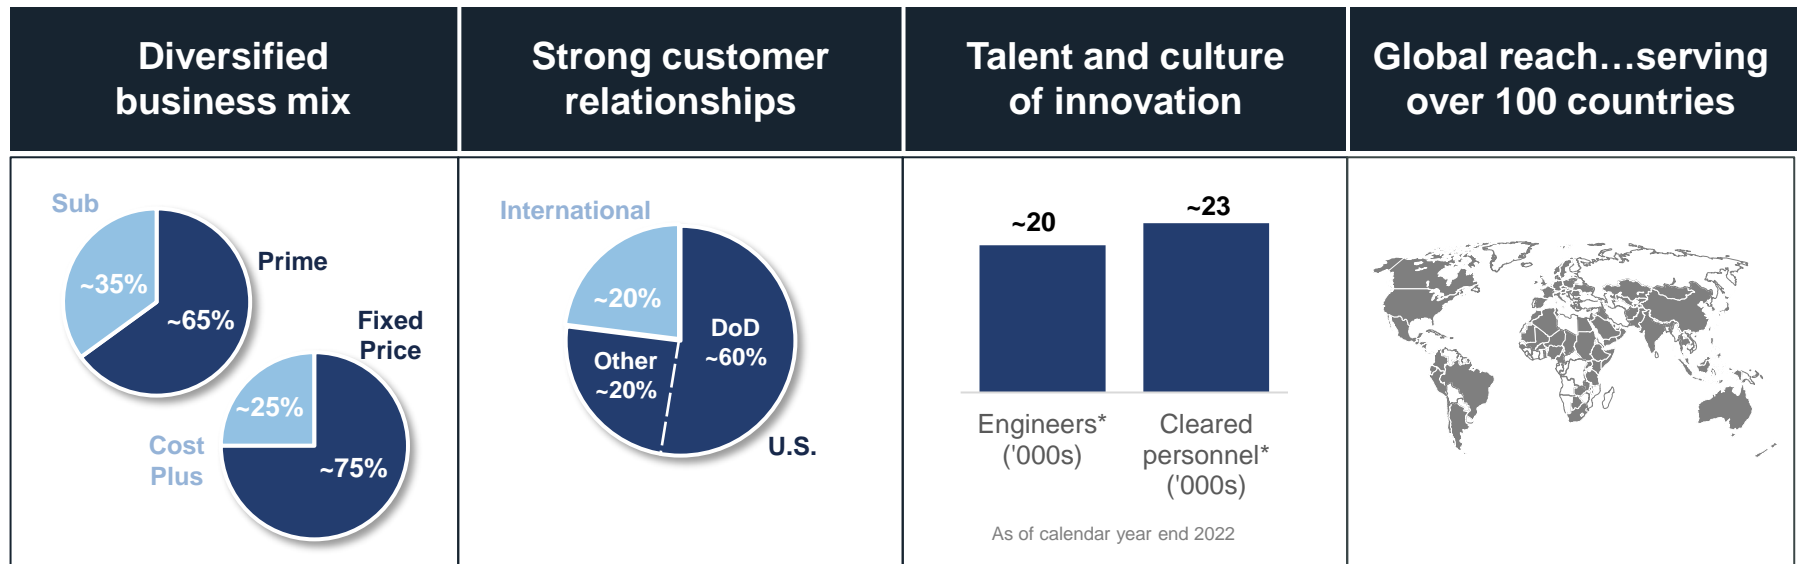 Diversified
business mix
Strong customer
relationships
Talent and culture
of innovation
Global reach…serving
over 100 countries
Sub
~35%
Prime
~65%
Fixed
Price
~25%
Cost
Plus
~75%
International
~20%
DoD
~60%
Other
~20%
U.S.
~20
~23
Engineers*
('000s)
Cleared
personnel*
('000s)
As of calendar year end 2022